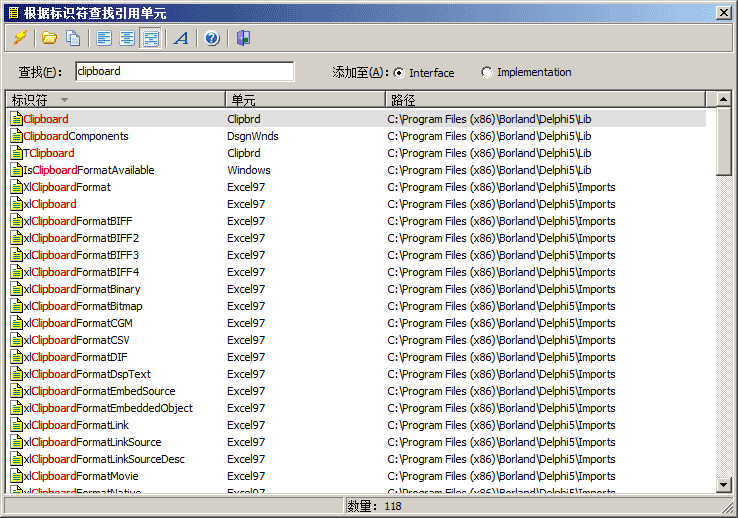 根据标识符查找引用单元
查找(F): clipboard 添加至(A): Interface Implementation
标识符 单元 路径
Clipboard Clipbrd C:\Program Files (x86)\Borland\Delphi5\Lib
ClipboardComponents DsgnWnds C:\Program Files (x86)\Borland\Delphi5\Lib
TClipboard Clipbrd C:\Program Files (x86)\Borland\Delphi5\Lib
IsClipboardFormatAvailable Windows C:\Program Files (x86)\Borland\Delphi5\Lib
XlClipboardFormat Excel97 C:\Program Files (x86)\Borland\Delphi5\Imports
xlClipboard Excel97 C:\Program Files (x86)\Borland\Delphi5\Imports
xlClipboardFormatBIFF Excel97 C:\Program Files (x86)\Borland\Delphi5\Imports
xlClipboardFormatBIFF2 Excel97 C:\Program Files (x86)\Borland\Delphi5\Imports
xlClipboardFormatBIFF3 Excel97 C:\Program Files (x86)\Borland\Delphi5\Imports
xlClipboardFormatBIFF4 Excel97 C:\Program Files (x86)\Borland\Delphi5\Imports
xlClipboardFormatBinary Excel97 C:\Program Files (x86)\Borland\Delphi5\Imports
xlClipboardFormatBitmap Excel97 C:\Program Files (x86)\Borland\Delphi5\Imports
xlClipboardFormatCGM Excel97 C:\Program Files (x86)\Borland\Delphi5\Imports
xlClipboardFormatCSV Excel97 C:\Program Files (x86)\Borland\Delphi5\Imports
xlClipboardFormatDIF Excel97 C:\Program Files (x86)\Borland\Delphi5\Imports
xlClipboardFormatDspText Excel97 C:\Program Files (x86)\Borland\Delphi5\Imports
xlClipboardFormatEmbedSource Excel97 C:\Program Files (x86)\Borland\Delphi5\Imports
xlClipboardFormatEmbeddedObject Excel97 C:\Program Files (x86)\Borland\Delphi5\Imports
xlClipboardFormatLink Excel97 C:\Program Files (x86)\Borland\Delphi5\Imports
xlClipboardFormatLinkSource Excel97 C:\Program Files (x86)\Borland\Delphi5\Imports
xlClipboardFormatLinkSourceDesc Excel97 C:\Program Files (x86)\Borland\Delphi5\Imports
xlClipboardFormatMovie Excel97 C:\Program Files (x86)\Borland\Delphi5\Imports
xlClipboardFormatNative Excel97 C:\Program Files (x86)\Borland\Delphi5\Imports
数量: 118